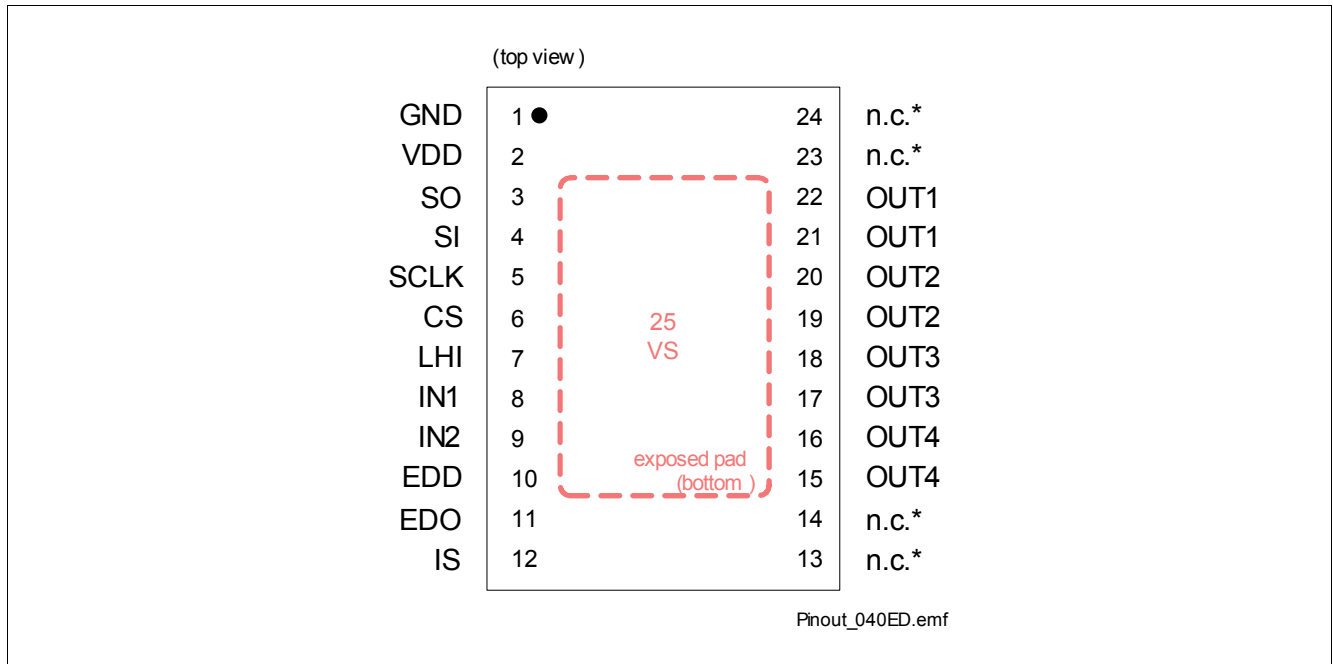 (top view )
GND 1 24 n.c.*
VDD 2 23 n.c.*
SO 3 22 OUT1
SI 4 21 OUT1
SCLK 5 20 OUT2
CS 6 19 OUT2
LHI 7 18 OUT3
IN1 8 17 OUT3
IN2 9 16 OUT4
EDD 10 15 OUT4
EDO 11 14 n.c.*
IS 12 13 n.c.*
25
VS
exposed pad
(bottom )
Pinout_040ED.emf